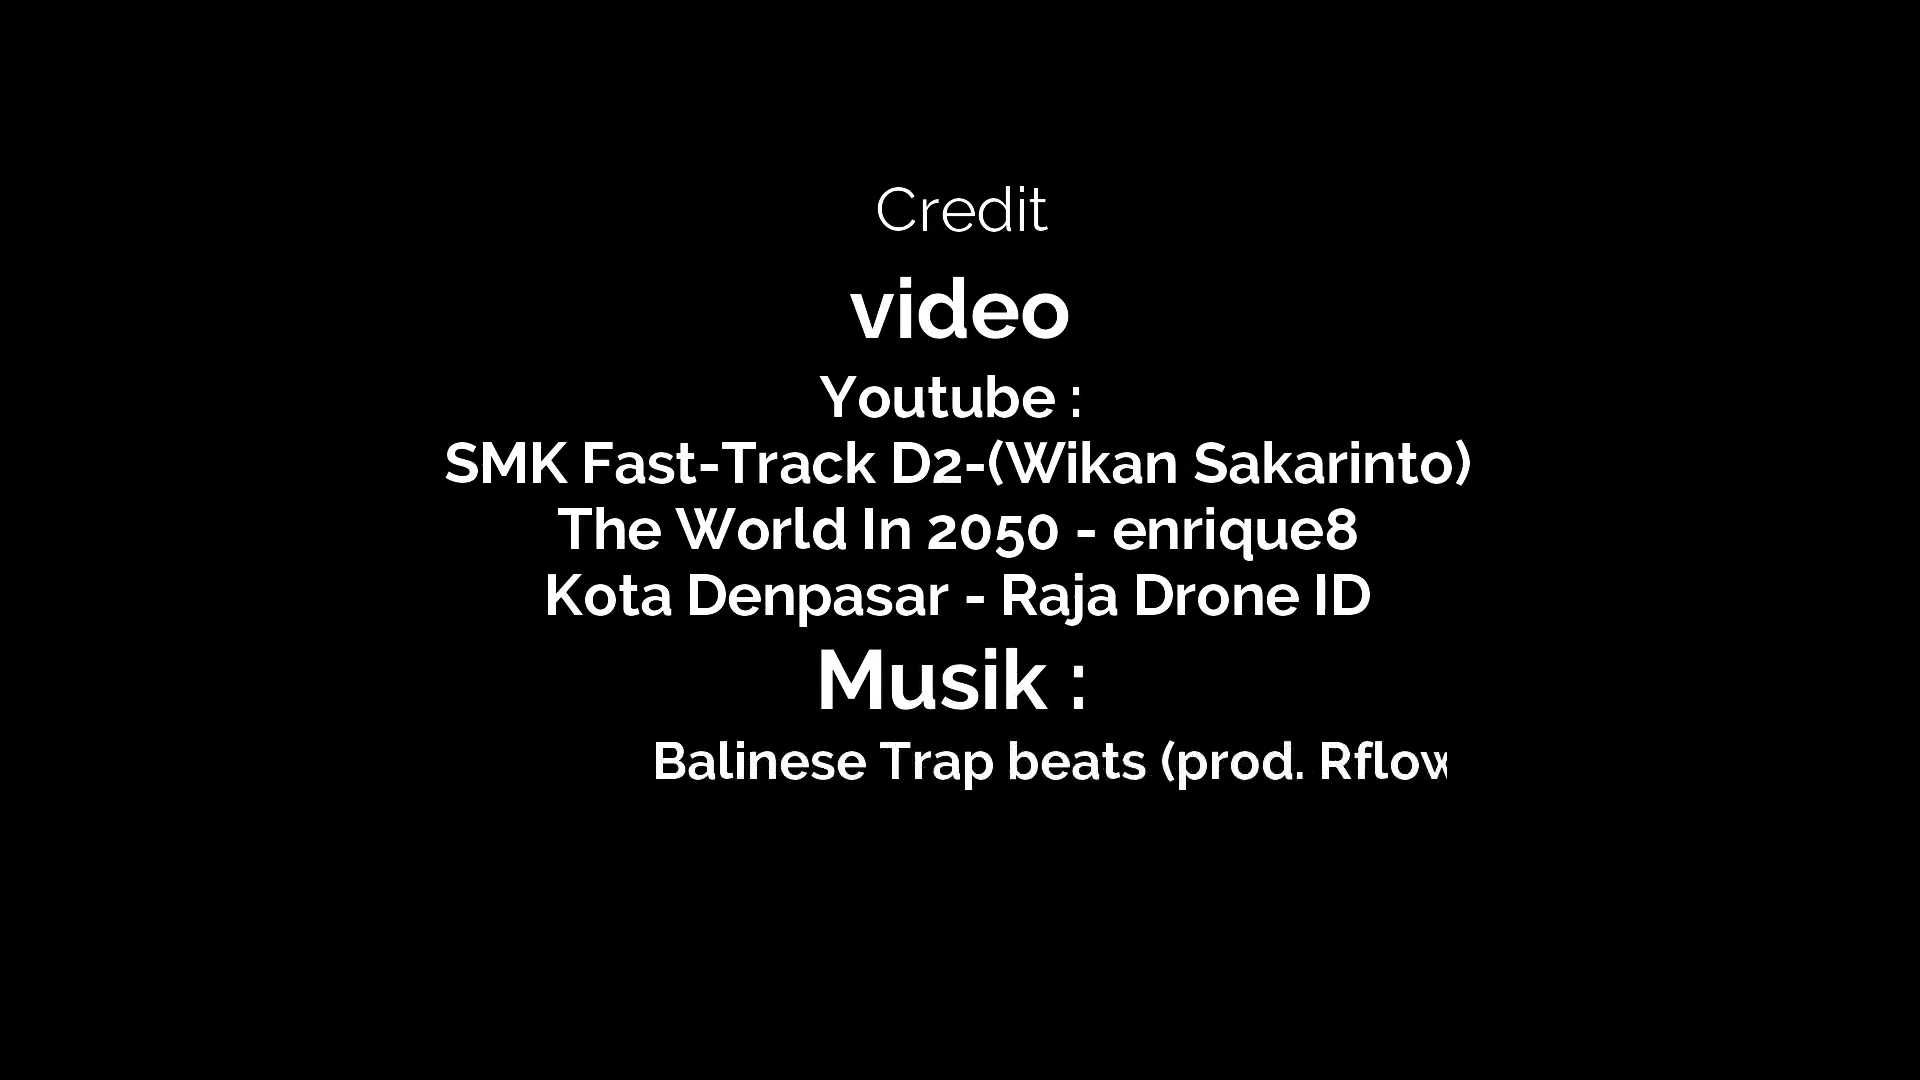 Credit
video
Youtube :
SMK Fast-Track D2-(Wikan Sakarinto)
The World In 2050 - enrique8
Kota Denpasar - Raja Drone ID
Musik :
Balinese Trap beats (prod. Rflow